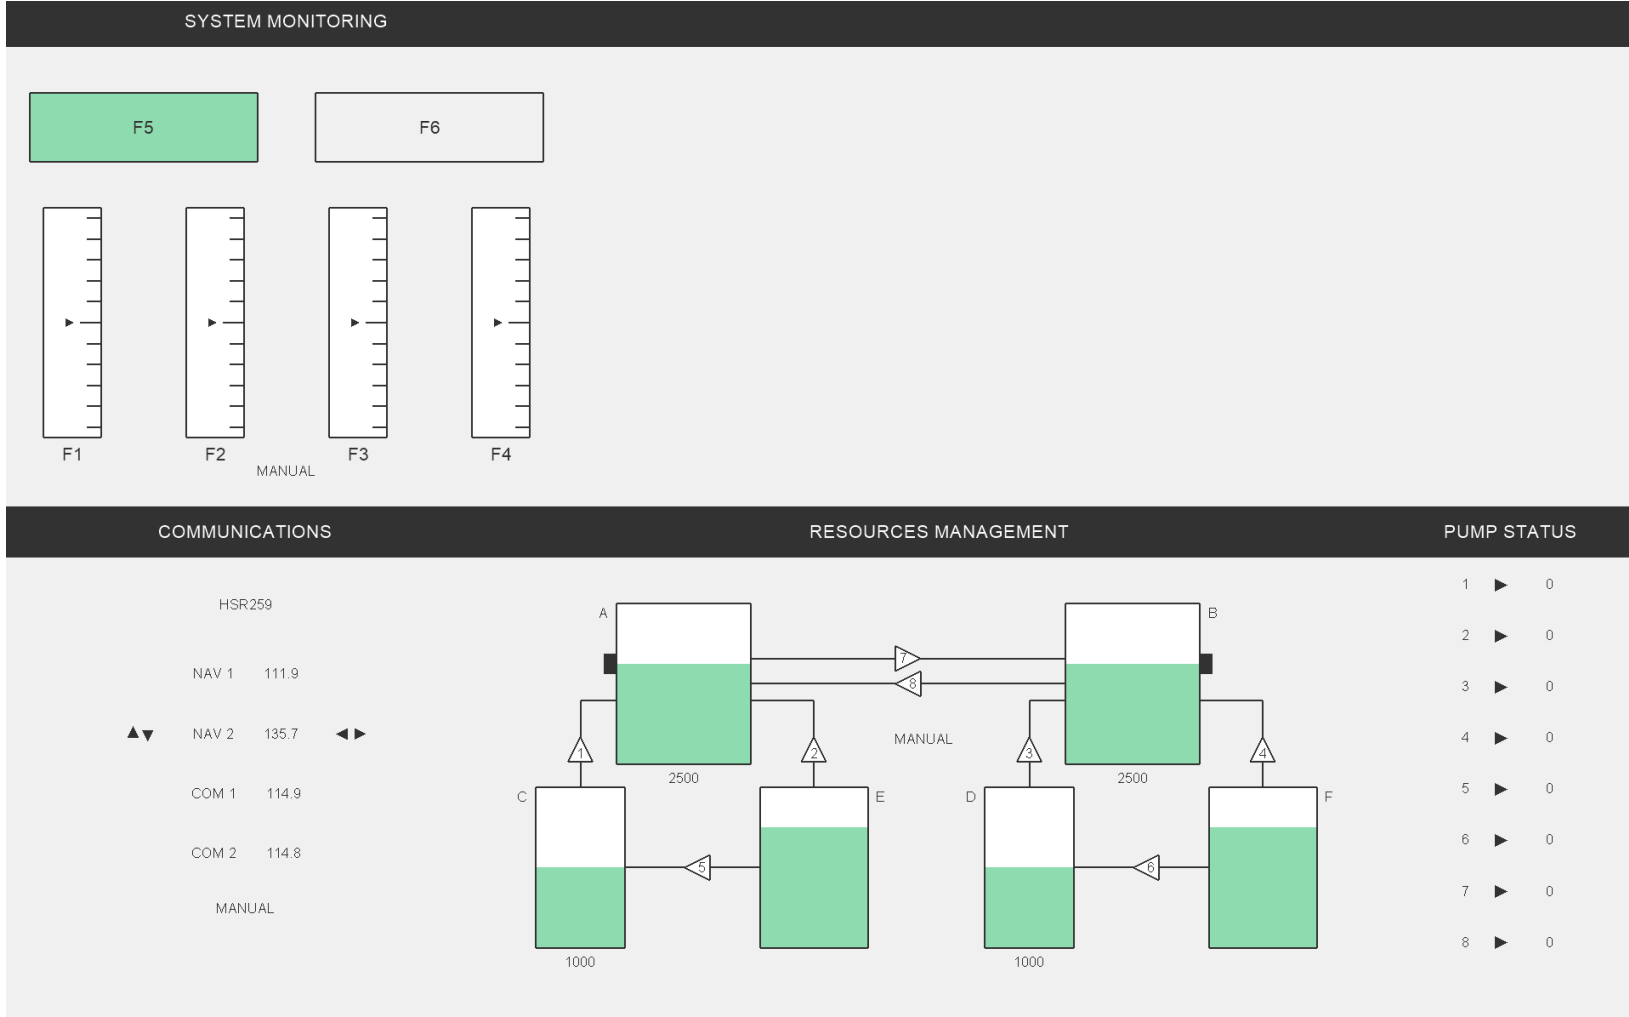 SYSTEM MONITORING
F5 F6
F1 F2 F3 F4
MANUAL
COMMUNICATIONS RESOURCES MANAGEMENT PUMP STATUS
HSR259
NAV 1 111.9
NAV 2 135.7
COM 1 114.9
COM 2 114.8
MANUAL
A B
7
8
1 2 3 4
MANUAL
2500 2500
C E D F
5 6
1000 1000
1 0
2 0
3 0
4 0
5 0
6 0
7 0
8 0